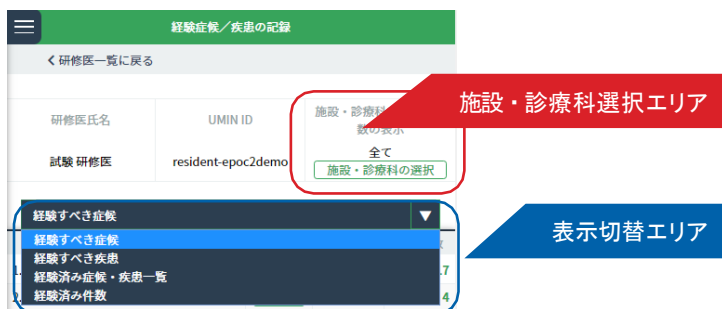 経験症候／疾患の記録
研修医一覧に戻る
研修医氏名
UMIN ID
施設・診療科
数の表示
試験 研修医
resident-epoc2demo
全て
施設・診療科の選択
施設・診療科選択エリア
経験すべき症候
経験すべき症候
経験すべき疾患
経験済み症候・疾患一覧
経験済み件数
表示切替エリア
1.
7
2.
4